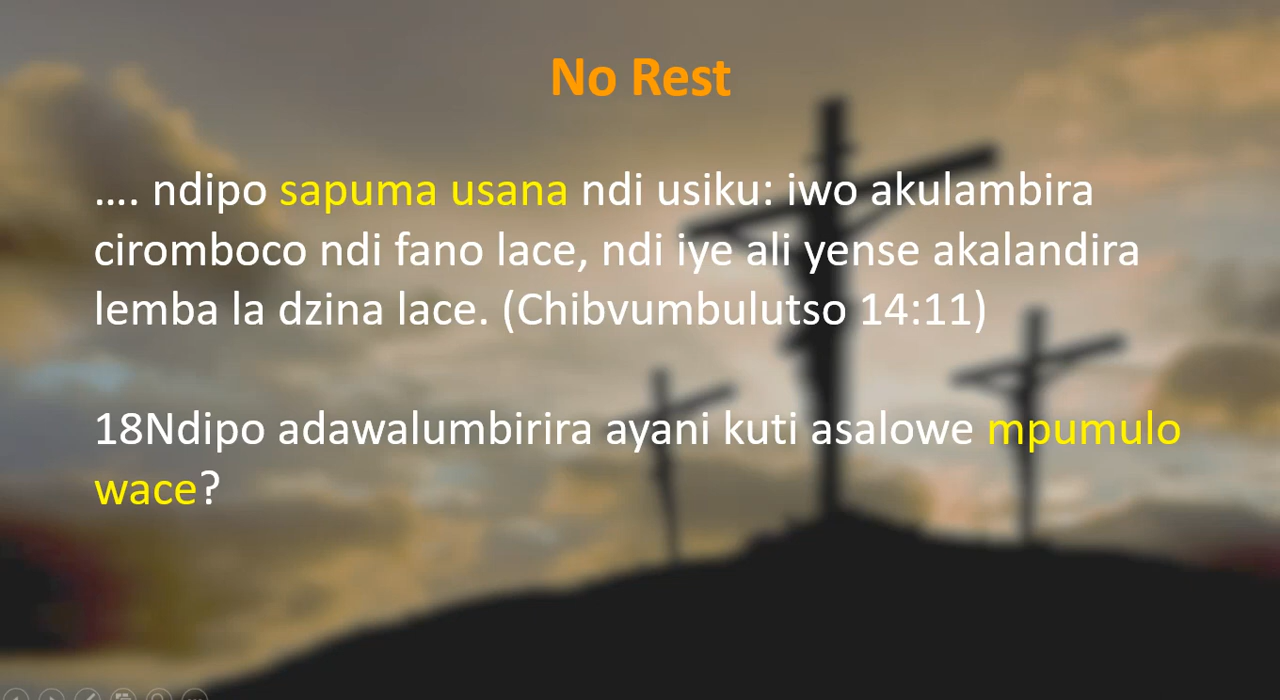 No Rest
.... ndipo sapuma usana ndi usiku: iwo akulambira
ciromboco ndi fano lace, ndi iye ali yense akalandira
lemba la dzina lace. (Chibvumbulutso 14:11)
18Ndipo adawalumbirira ayani kuti asalowe mpumulo
wace?